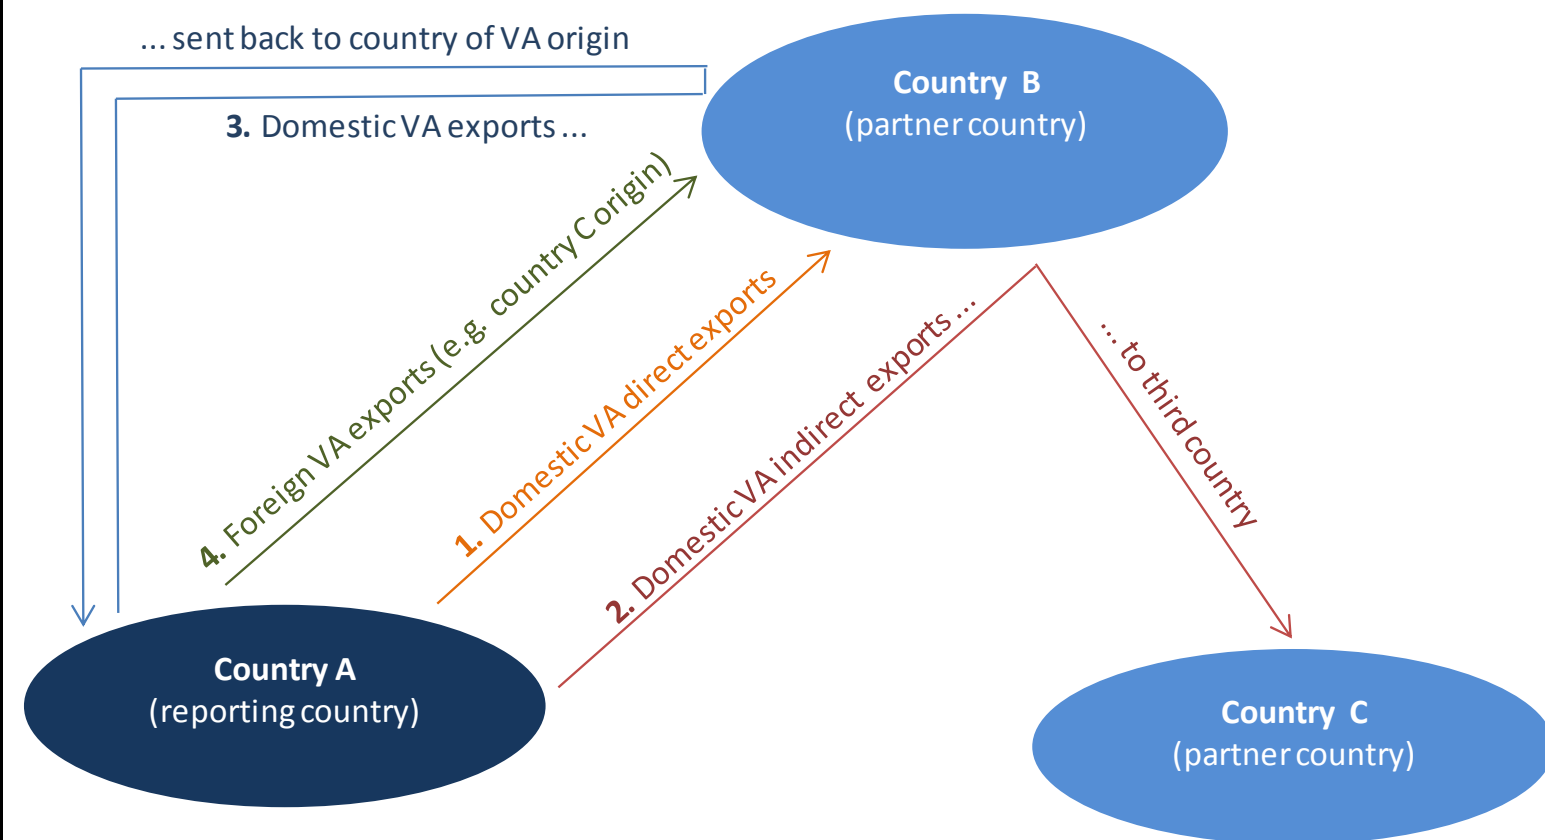 ... sent back to country of VA origin
Country B
(partner country)
3. Domestic VA exports ...
4. Foreign VA exports (e.g. country C origin)
1. Domestic VA direct exports
2. Domestic VA indirect exports ...
... to third country
Country A
(reporting country)
Country C
(partner country)